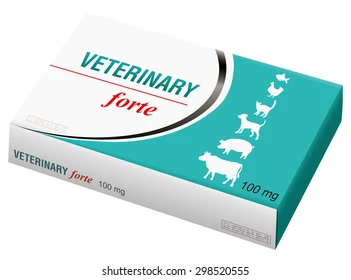 VETERINARY
forte
100 mg
VETERINARY forte 100 mg
shutterstock.com · 298520555